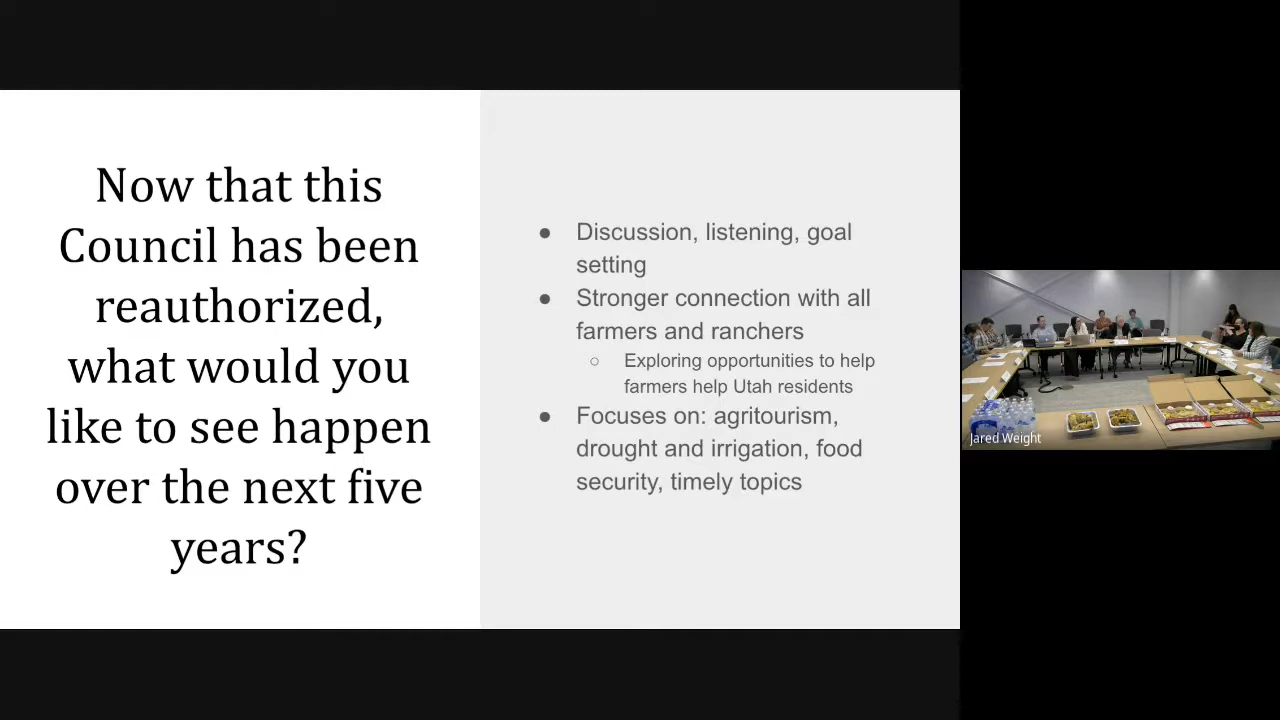 Now that this
Council has been
reauthorized,
what would you
like to see happen
over the next five
years?
● Discussion, listening, goal
setting
● Stronger connection with all
farmers and ranchers
○ Exploring opportunities to help
farmers help Utah residents
● Focuses on: agritourism,
drought and irrigation, food
security, timely topics
Jared Weight